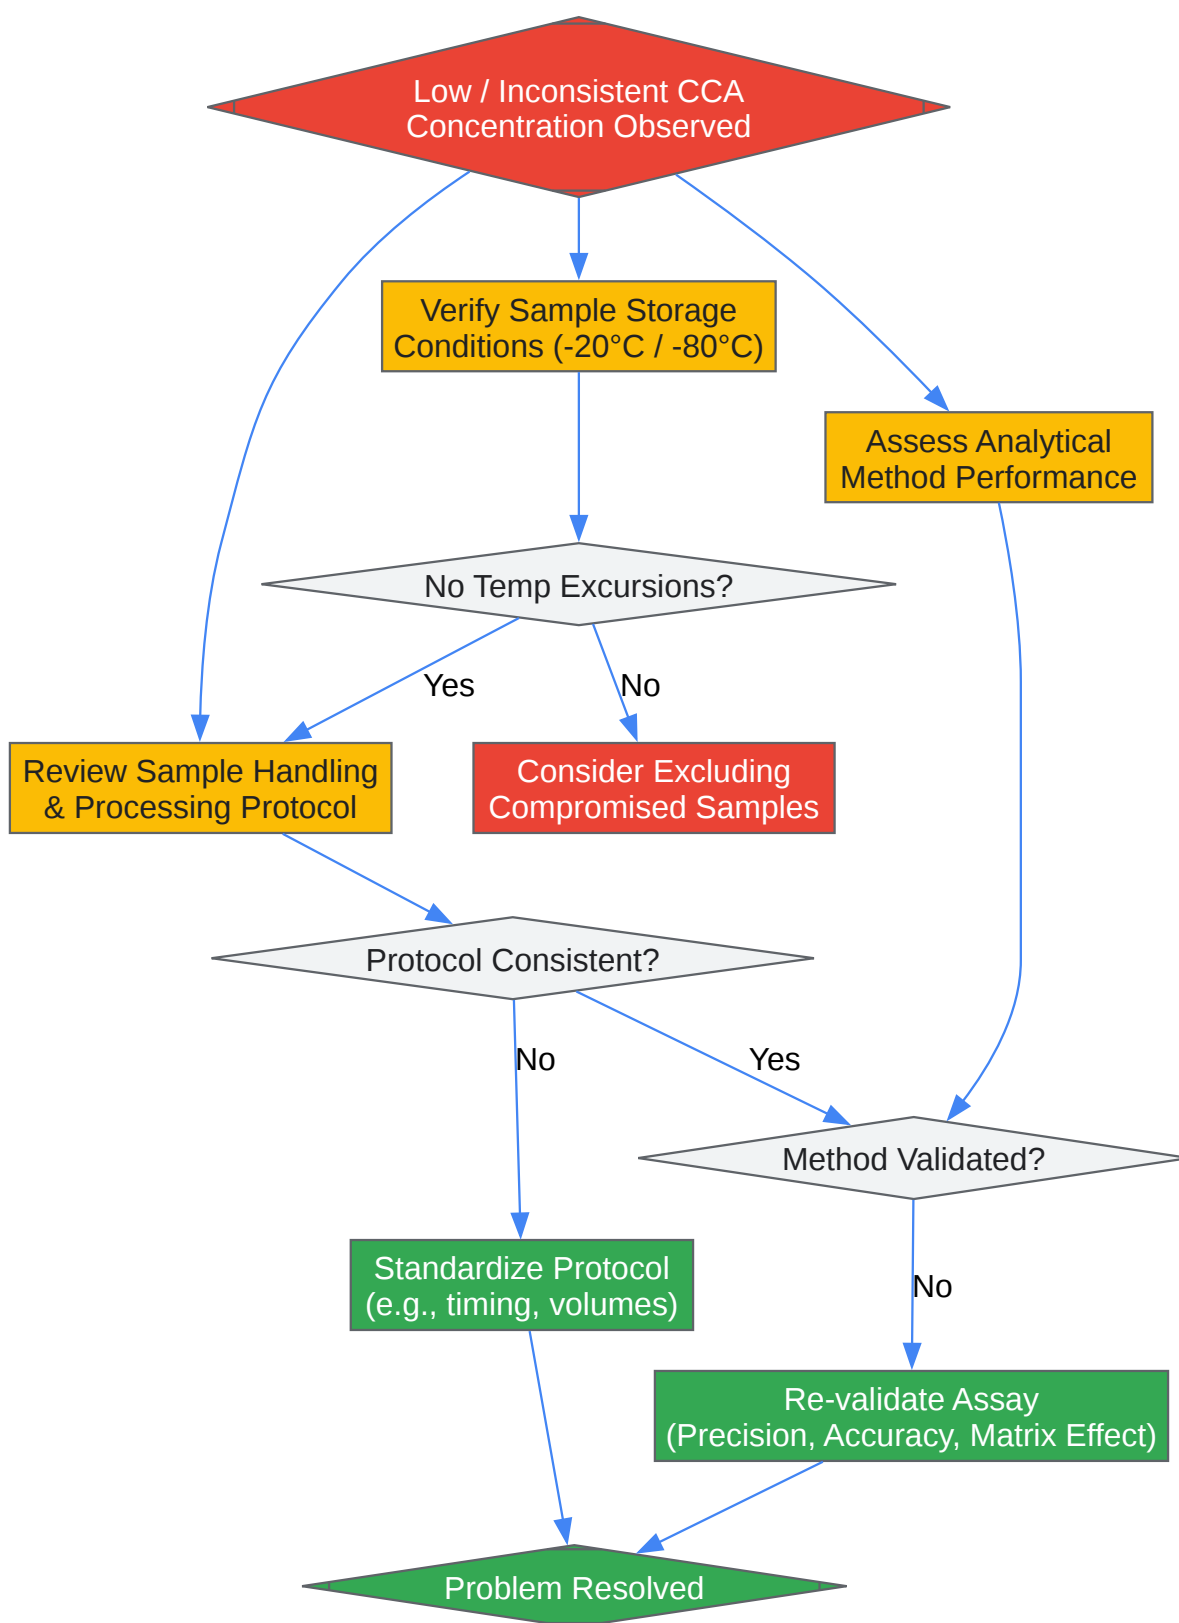 Low / Inconsistent CCA
Concentration Observed
Verify Sample Storage
Conditions (-20°C / -80°C)
Assess Analytical
Method Performance
No Temp Excursions?
Yes
No
Review Sample Handling
& Processing Protocol
Consider Excluding
Compromised Samples
Protocol Consistent?
No
Yes
Method Validated?
Standardize Protocol
(e.g., timing, volumes)
No
Re-validate Assay
(Precision, Accuracy, Matrix Effect)
Problem Resolved